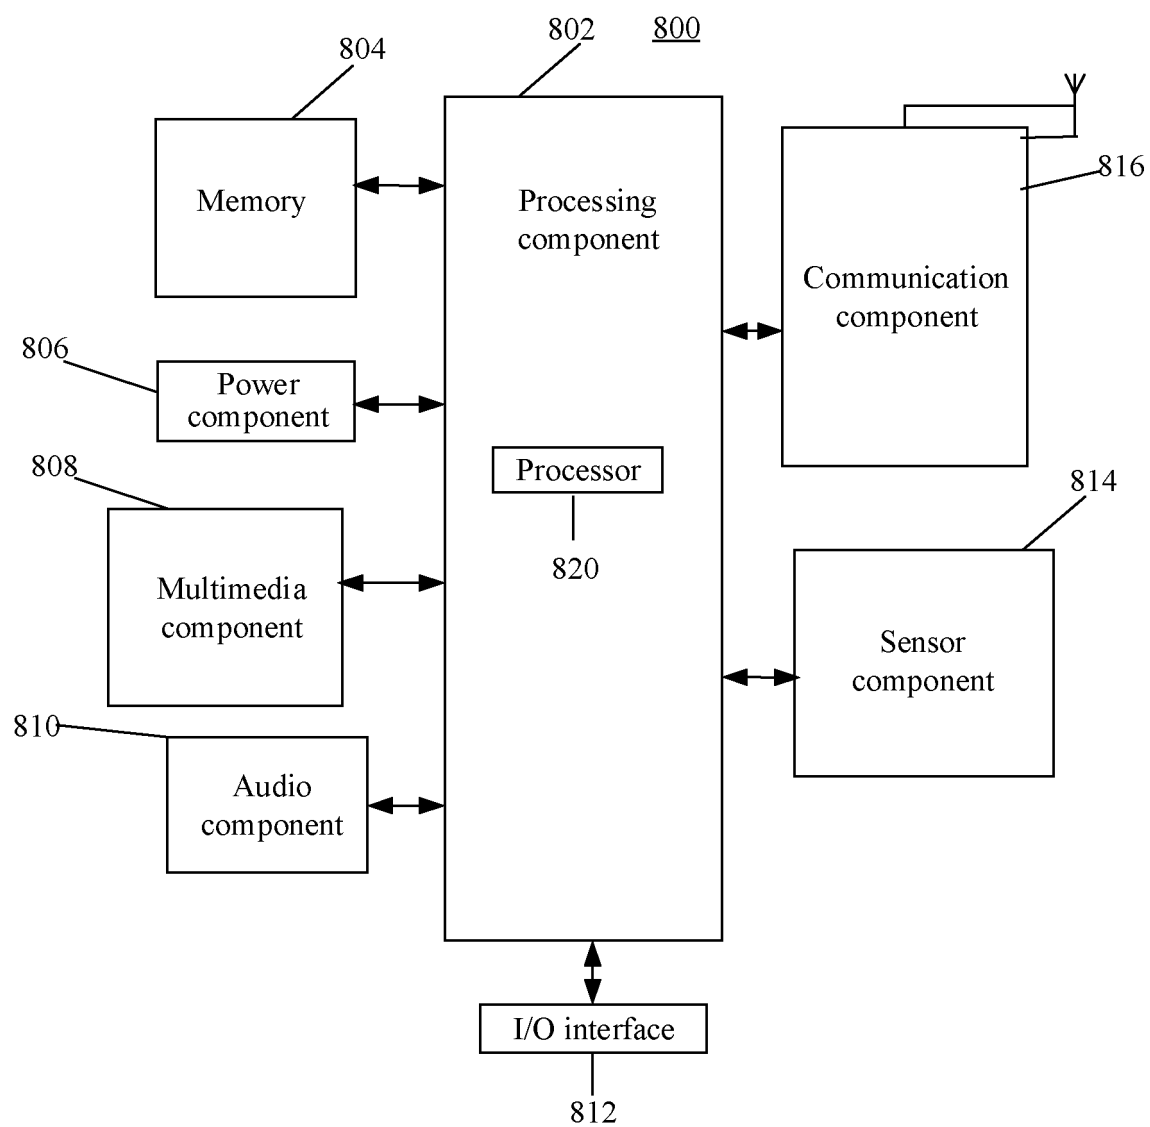 802
800
804
Memory
Processing
component
816
Communication
component
806
Power
component
808
Processor
820
814
Multimedia
component
Sensor
component
810
Audio
component
I/O interface
812